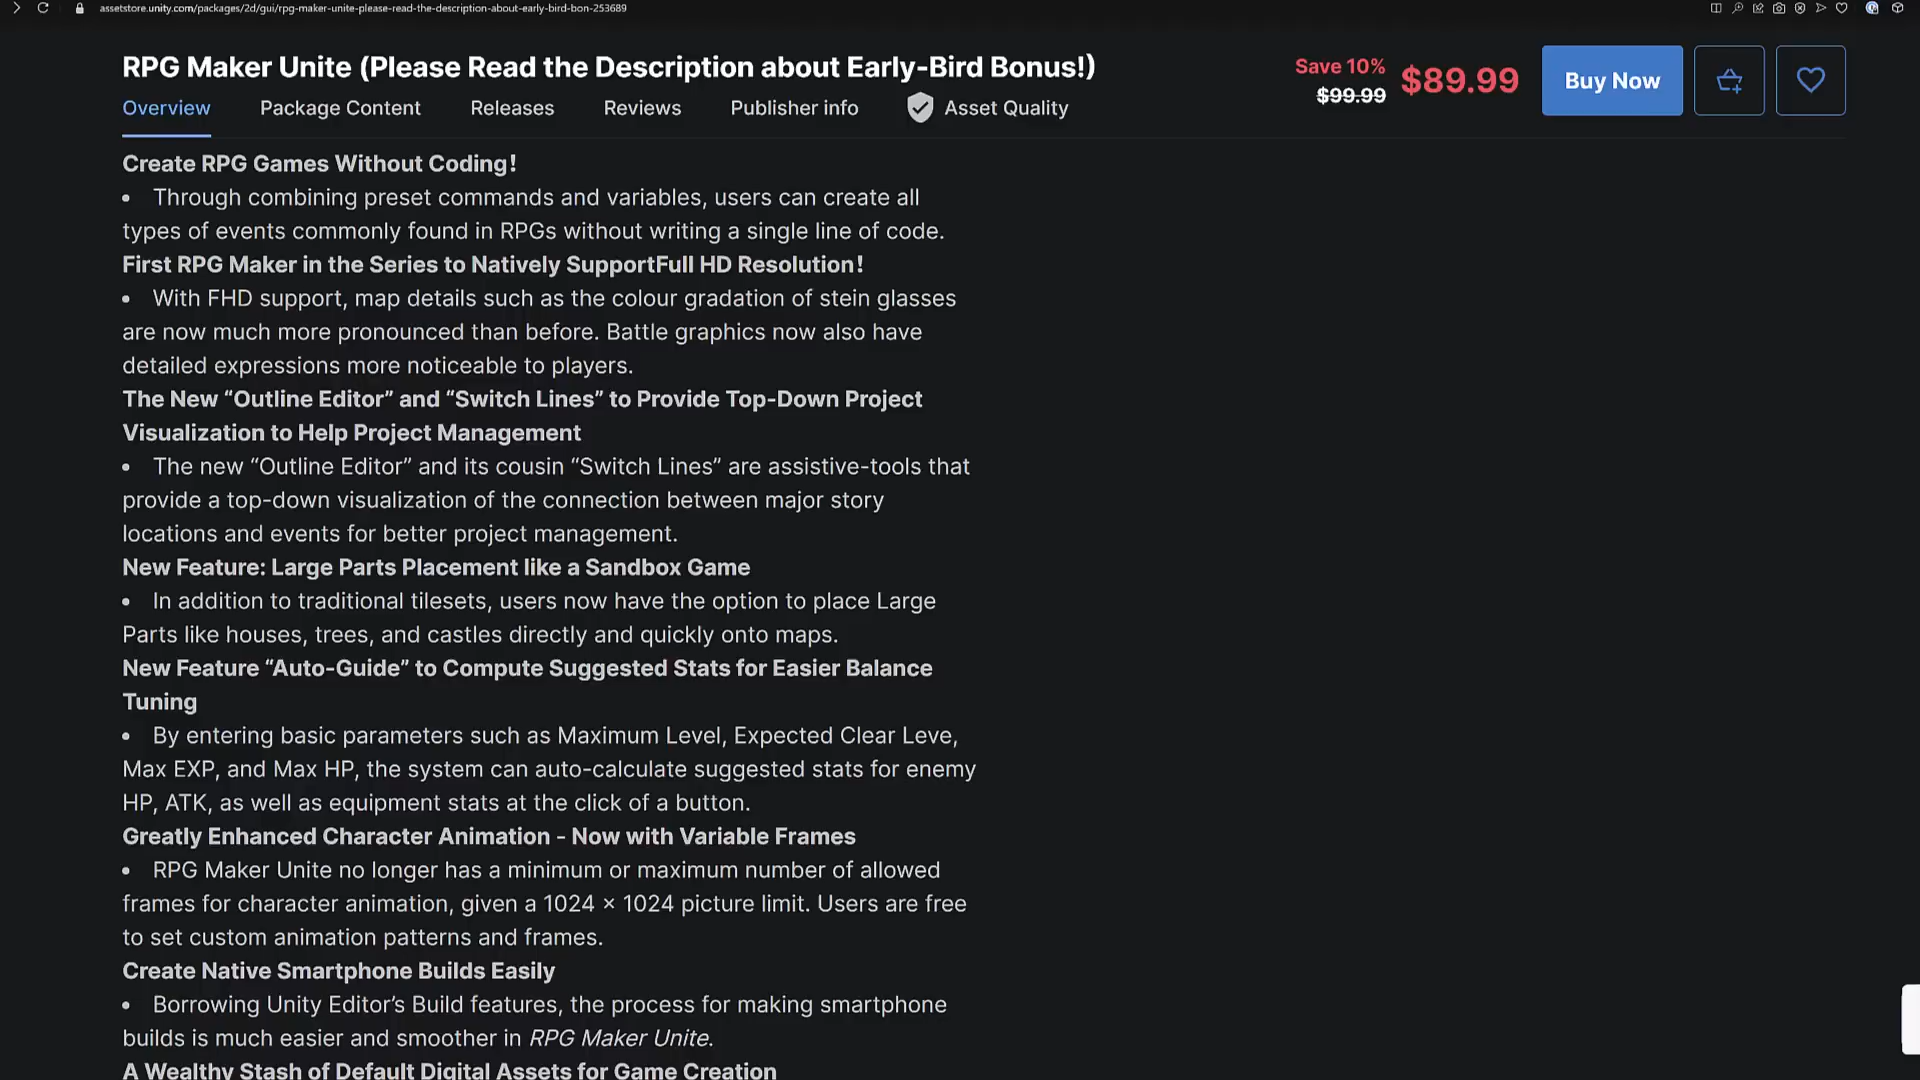 assetstore.unity.com/packages/2d/gui/rpg-maker-unite-please-read-the-description-about-early-bird-bon-253689
RPG Maker Unite (Please Read the Description about Early-Bird Bonus!)
Save 10%
$99.99
$89.99
Buy Now
Overview
Package Content
Releases
Reviews
Publisher info
Asset Quality
Create RPG Games Without Coding!
• Through combining preset commands and variables, users can create all
types of events commonly found in RPGs without writing a single line of code.
First RPG Maker in the Series to Natively SupportFull HD Resolution!
• With FHD support, map details such as the colour gradation of stein glasses
are now much more pronounced than before. Battle graphics now also have
detailed expressions more noticeable to players.
The New “Outline Editor” and “Switch Lines” to Provide Top-Down Project
Visualization to Help Project Management
• The new “Outline Editor” and its cousin “Switch Lines” are assistive-tools that
provide a top-down visualization of the connection between major story
locations and events for better project management.
New Feature: Large Parts Placement like a Sandbox Game
• In addition to traditional tilesets, users now have the option to place Large
Parts like houses, trees, and castles directly and quickly onto maps.
New Feature “Auto-Guide” to Compute Suggested Stats for Easier Balance
Tuning
• By entering basic parameters such as Maximum Level, Expected Clear Leve,
Max EXP, and Max HP, the system can auto-calculate suggested stats for enemy
HP, ATK, as well as equipment stats at the click of a button.
Greatly Enhanced Character Animation - Now with Variable Frames
• RPG Maker Unite no longer has a minimum or maximum number of allowed
frames for character animation, given a 1024 × 1024 picture limit. Users are free
to set custom animation patterns and frames.
Create Native Smartphone Builds Easily
• Borrowing Unity Editor’s Build features, the process for making smartphone
builds is much easier and smoother in RPG Maker Unite.
A Wealthy Stash of Default Digital Assets for Game Creation